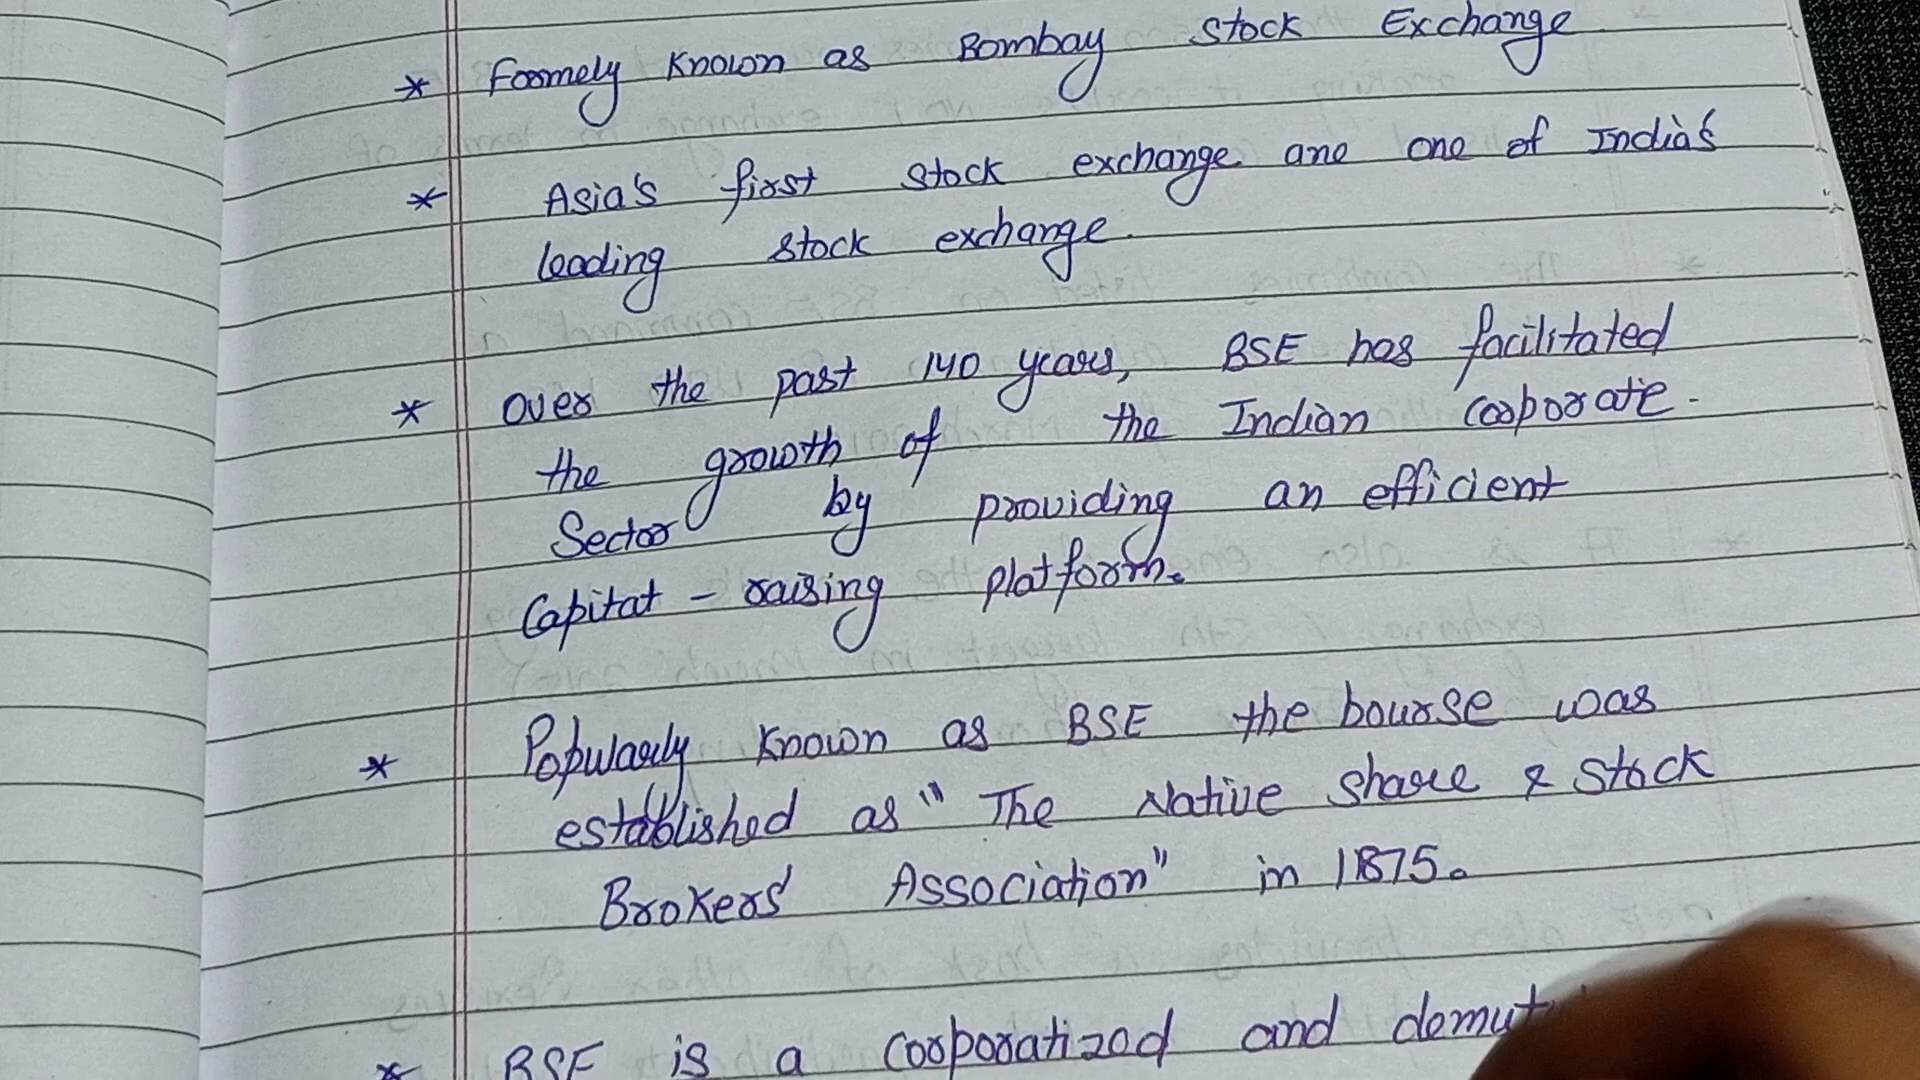 * Formely Known as Bombay Stock Exchange
* Asia's first stock exchange ane one of India's
leading stock exchange.
* Over the past 140 years, BSE has facilitated
the growth of the Indian corporate.
Sector by providing an efficient
Capitat - raising platform.
* Popularly Known as BSE the bourse was
established as "The Native Share & Stock
Brokers' Association" in 1875.
* BSE is a corporatized and